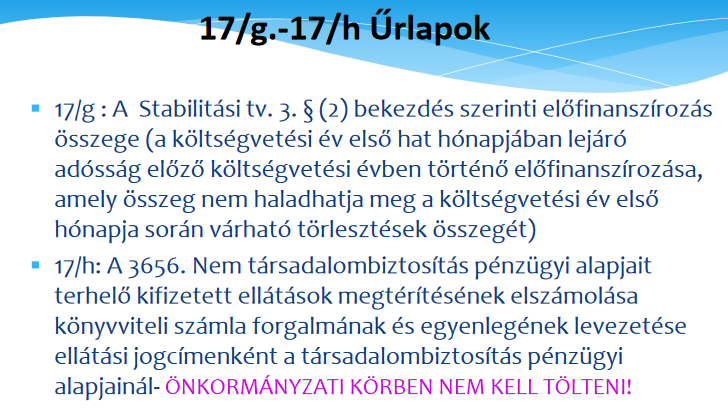 17/g.-17/h Űrlapok
17/g : A Stabilitási tv. 3. § (2) bekezdés szerinti előfinanszírozás
összege (a költségvetési év első hat hónapjában lejáró
adósság előző költségvetési évben történő előfinanszírozása,
amely összeg nem haladhatja meg a költségvetési év első
hónapja során várható törlesztések összegét)
17/h: A 3656. Nem társadalombiztosítás pénzügyi alapjait
terhelő kifizetett ellátások megtérítésének elszámolása
könyvviteli számla forgalmának és egyenlegének levezetése
ellátási jogcímenként a társadalombiztosítás pénzügyi
alapjainál- ÖNKORMÁNYZATI KÖRBEN NEM KELL TÖLTENI!